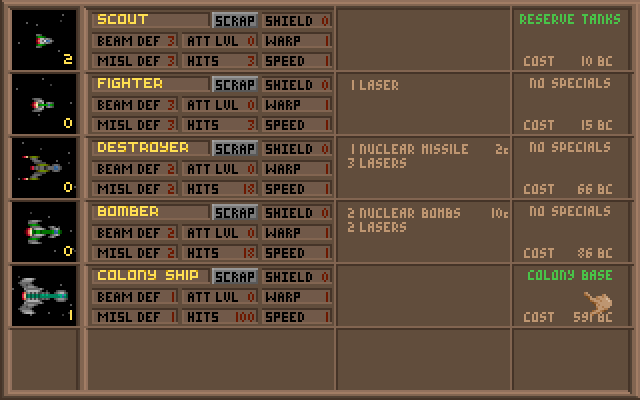 SCOUT SCRAP SHIELD 0 RESERVE TANKS
BEAM DEF 3 ATT LVL 0 WARP 1
2 MISL DEF 3 HITS 3 SPEED 1 COST 10 BC
FIGHTER SCRAP SHIELD 0 1 LASER NO SPECIALS
BEAM DEF 3 ATT LVL 0 WARP 1
0 MISL DEF 3 HITS 3 SPEED 1 COST 15 BC
DESTROYER SCRAP SHIELD 0 1 NUCLEAR MISSILE 2c NO SPECIALS
BEAM DEF 2 ATT LVL 0 WARP 1 3 LASERS
0 MISL DEF 2 HITS 18 SPEED 1 COST 66 BC
BOMBER SCRAP SHIELD 0 2 NUCLEAR BOMBS 10c NO SPECIALS
BEAM DEF 2 ATT LVL 0 WARP 1 2 LASERS
0 MISL DEF 2 HITS 18 SPEED 1 COST 86 BC
COLONY SHIP SCRAP SHIELD 0 COLONY BASE
BEAM DEF 1 ATT LVL 0 WARP 1
1 MISL DEF 1 HITS 100 SPEED 1 COST BC